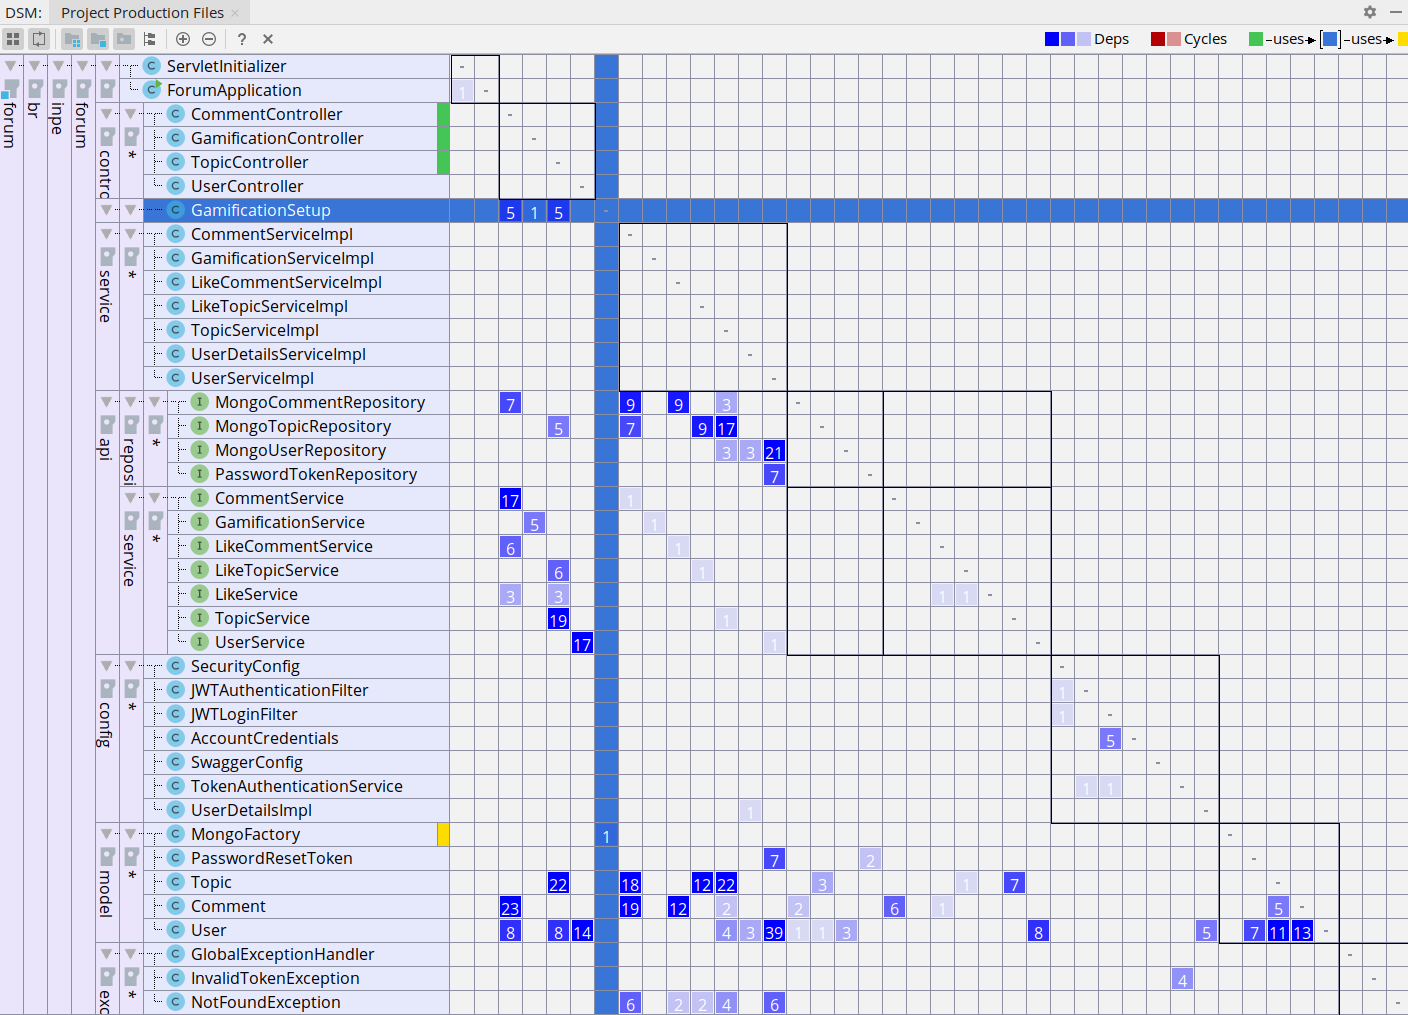 DSM: Project Production Files
? Deps Cycles –uses→ [ ] –uses→
forum br inpe forum
ServletInitializer -
ForumApplication 1 -
contrc *
CommentController -
GamificationController -
TopicController -
UserController -
GamificationSetup 5 1 5 -
service *
CommentServiceImpl -
GamificationServiceImpl -
LikeCommentServiceImpl -
LikeTopicServiceImpl -
TopicServiceImpl -
UserDetailsServiceImpl -
UserServiceImpl -
api reposi *
MongoCommentRepository 7 9 9 3 -
MongoTopicRepository 5 7 9 17 -
MongoUserRepository 3 3 21 -
PasswordTokenRepository 7 -
service *
CommentService 17 1 -
GamificationService 5 1 -
LikeCommentService 6 1 -
LikeTopicService 6 1 -
LikeService 3 3 1 1 -
TopicService 19 1 -
UserService 17 1 -
config *
SecurityConfig -
JWTAuthenticationFilter 1 -
JWTLoginFilter 1 -
AccountCredentials 5 -
SwaggerConfig -
TokenAuthenticationService 1 1 -
UserDetailsImpl 1 -
model *
MongoFactory 1 -
PasswordResetToken 7 2 -
Topic 22 18 12 22 3 1 7 -
Comment 23 19 12 2 2 6 1 5 -
User 8 8 14 4 3 39 1 1 3 8 5 7 11 13 -
exc *
GlobalExceptionHandler -
InvalidTokenException 4 -
NotFoundException 6 2 2 4 6 -